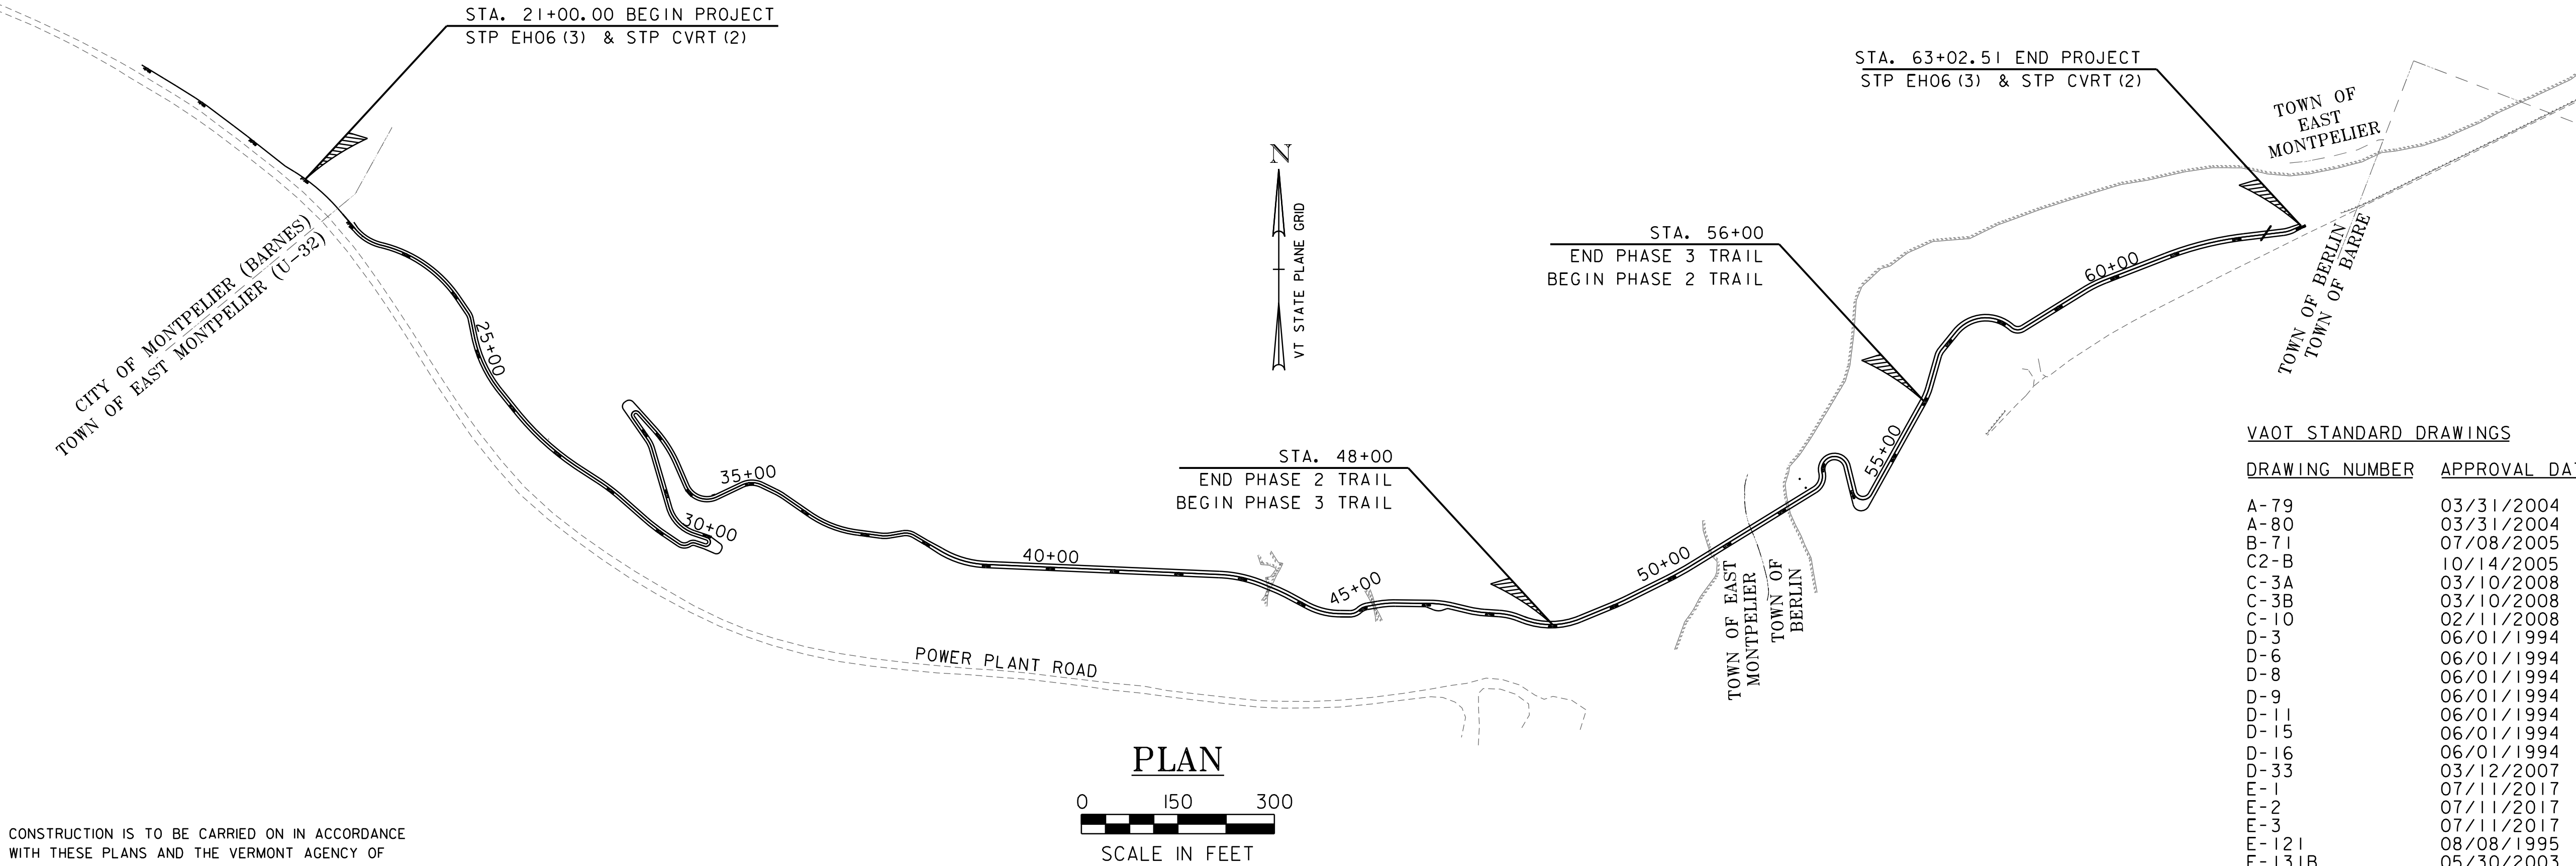 STA. 21+00.00 BEGIN PROJECT
STP EH06(3) & STP CVRT(2)
STA. 63+02.51 END PROJECT
STP EH06(3) & STP CVRT(2)
TOWN OF
EAST
MONTPELIER
N
VT STATE PLANE GRID
CITY OF MONTPELIER (BARNES)
TOWN OF EAST MONTPELIER (U-32)
STA. 56+00
END PHASE 3 TRAIL
BEGIN PHASE 2 TRAIL
TOWN OF BERLIN
TOWN OF BARRE
60+00
25+00
STA. 48+00
END PHASE 2 TRAIL
BEGIN PHASE 3 TRAIL
55+00
35+00
30+00
40+00
45+00
50+00
TOWN OF EAST
MONTPELIER
TOWN OF
BERLIN
POWER PLANT ROAD
PLAN
0 150 300
SCALE IN FEET
CONSTRUCTION IS TO BE CARRIED ON IN ACCORDANCE
WITH THESE PLANS AND THE VERMONT AGENCY OF
VAOT STANDARD DRAWINGS
DRAWING NUMBER APPROVAL
A-79 03/31/2004
A-80 03/31/2004
B-71 07/08/2005
C2-B 10/14/2005
C-3A 03/10/2008
C-3B 03/10/2008
C-10 02/11/2008
D-3 06/01/1994
D-6 06/01/1994
D-8 06/01/1994
D-9 06/01/1994
D-11 06/01/1994
D-15 06/01/1994
D-16 06/01/1994
D-33 03/12/2007
E-1 07/11/2017
E-2 07/11/2017
E-3 07/11/2017
E-121 08/08/1995
E-131B 05/30/2003